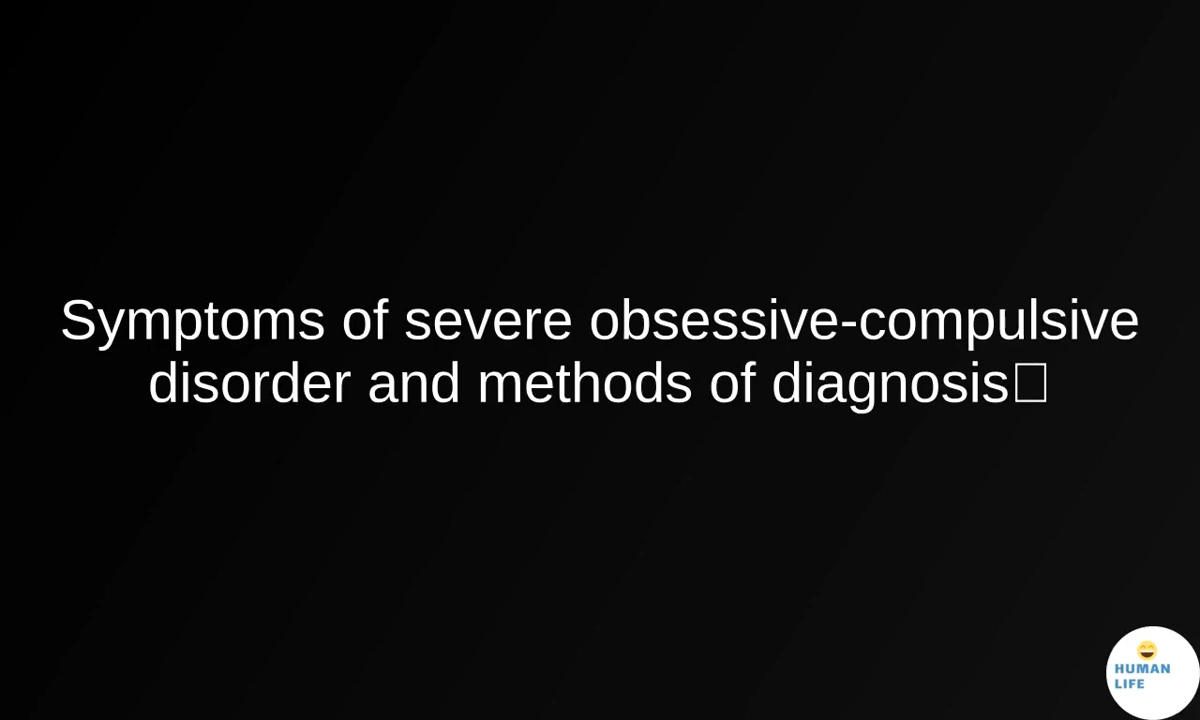 Symptoms of severe obsessive-compulsive
disorder and methods of diagnosis
HUMAN
LIFE